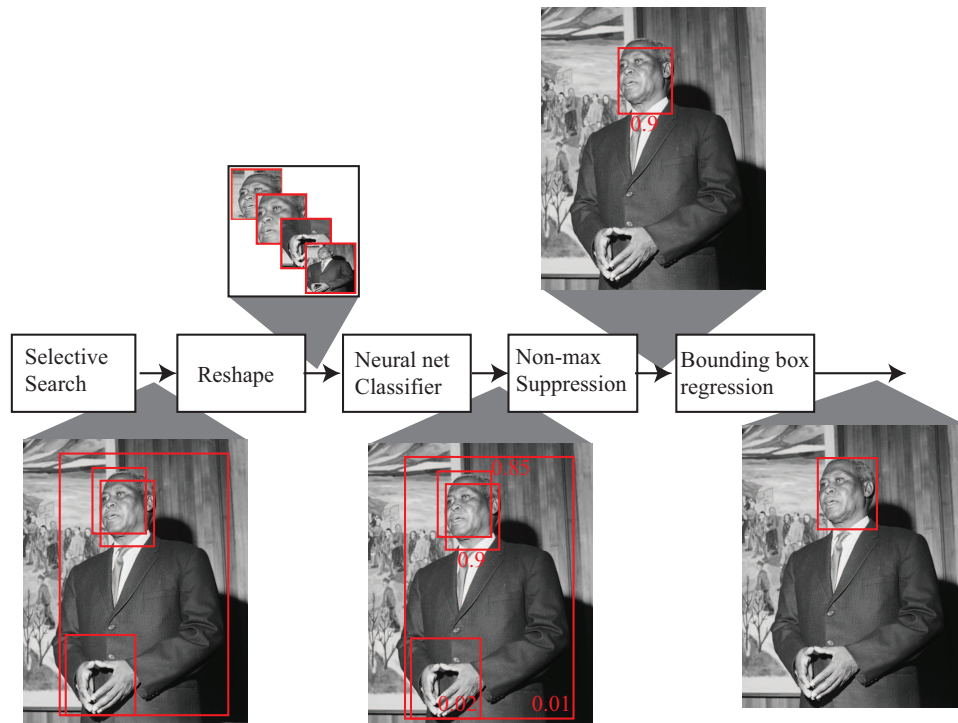 0.9
Selective
Search
Reshape
Neural net
Classifier
Non-max
Suppression
Bounding box
regression
0.85
0.9
0.02
0.01